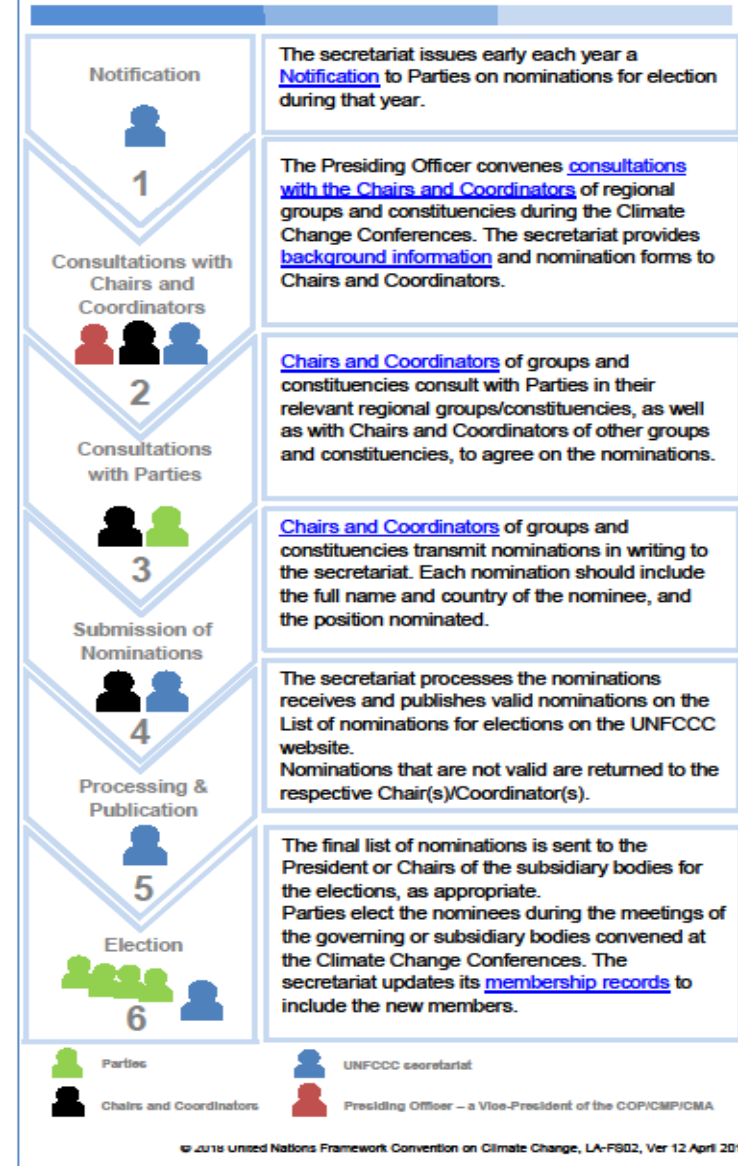 Notification
The secretariat issues early each year a
Notification to Parties on nominations for election
during that year.
1
Consultations with
Chairs and
Coordinators
The Presiding Officer convenes consultations
with the Chairs and Coordinators of regional
groups and constituencies during the Climate
Change Conferences. The secretariat provides
background information and nomination forms to
Chairs and Coordinators.
2
Consultations
with Parties
Chairs and Coordinators of groups and
constituencies consult with Parties in their
relevant regional groups/constituencies, as well
as with Chairs and Coordinators of other groups
and constituencies, to agree on the nominations.
3
Submission of
Nominations
Chairs and Coordinators of groups and
constituencies transmit nominations in writing to
the secretariat. Each nomination should include
the full name and country of the nominee, and
the position nominated.
4
Processing &
Publication
The secretariat processes the nominations
receives and publishes valid nominations on the
List of nominations for elections on the UNFCCC
website.
Nominations that are not valid are returned to the
respective Chair(s)/Coordinator(s).
5
Election
6
The final list of nominations is sent to the
President or Chairs of the subsidiary bodies for
the elections, as appropriate.
Parties elect the nominees during the meetings of
the governing or subsidiary bodies convened at
the Climate Change Conferences. The
secretariat updates its membership records to
include the new members.
Parties
UNFCCC secretariat
Chairs and Coordinators
Presiding Officer – a Vice-President of the COP/CMP/CMA
© 2018 United Nations Framework Convention on Climate Change, LA-FS02, Ver 12 April 201